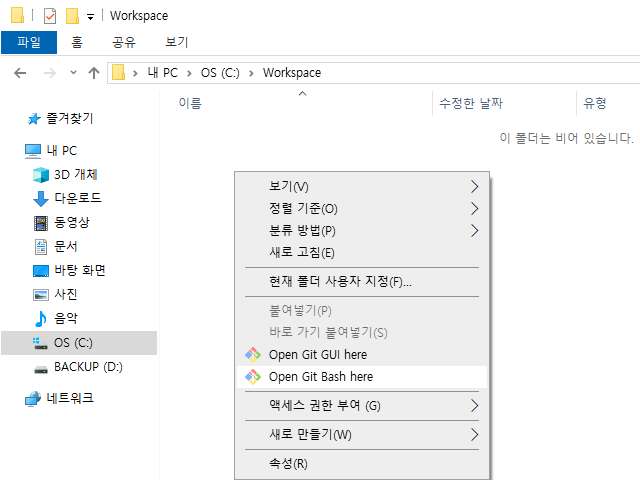 Workspace
파일 홈 공유 보기
내 PC OS (C:) Workspace
이름 수정한 날짜 유형
이 폴더는 비어 있습니다.
즐겨찾기
내 PC
3D 개체
다운로드
동영상
문서
바탕 화면
사진
음악
OS (C:)
BACKUP (D:)
네트워크
보기(V)
정렬 기준(O)
분류 방법(P)
새로 고침(E)
현재 폴더 사용자 지정(F)...
붙여넣기(P)
바로 가기 붙여넣기(S)
Open Git GUI here
Open Git Bash here
액세스 권한 부여 (G)
새로 만들기(W)
속성(R)